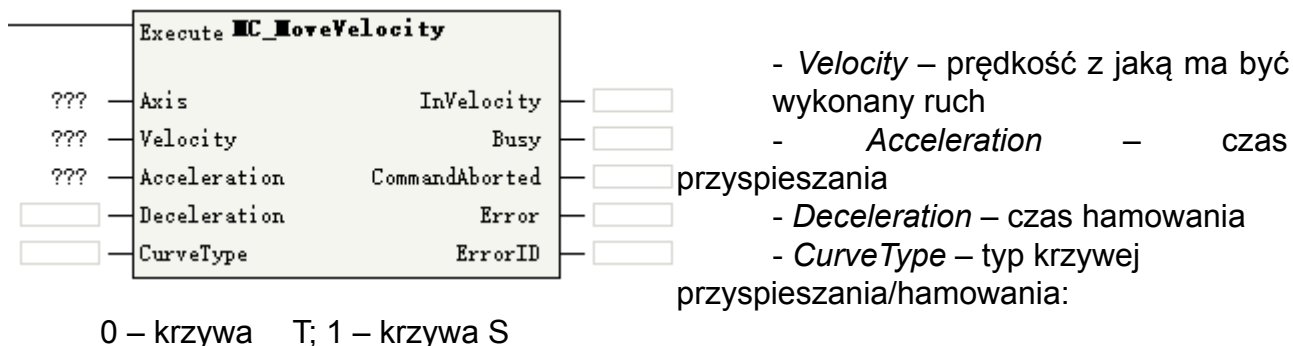 Execute MC_MoveVelocity
??? Axis InVelocity
??? Velocity Busy
??? Acceleration CommandAborted
Deceleration Error
CurveType ErrorID
- Velocity – prędkość z jaką ma być
wykonany ruch
- Acceleration – czas
przyspieszania
- Deceleration – czas hamowania
- CurveType – typ krzywej
przyspieszania/hamowania:
0 – krzywa T; 1 – krzywa S